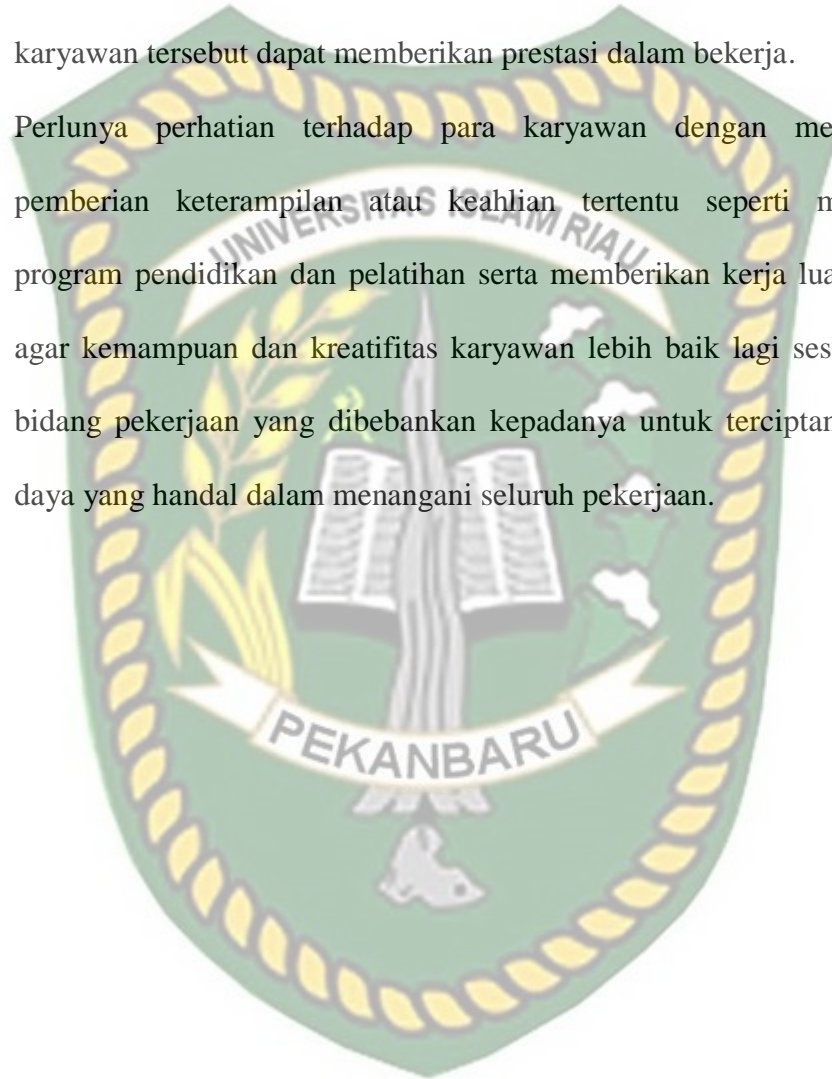 karyawan tersebut dapat memberikan prestasi dalam bekerja.
Perlunya perhatian terhadap para karyawan dengan me
pemberian keterampilan atau keahlian tertentu seperti m
program pendidikan dan pelatihan serta memberikan kerja lua
agar kemampuan dan kreatifitas karyawan lebih baik lagi ses
bidang pekerjaan yang dibebankan kepadanya untuk terciptan
daya yang handal dalam menangani seluruh pekerjaan.
UNIVERSITAS ISLAM RIAU
PEKANBARU